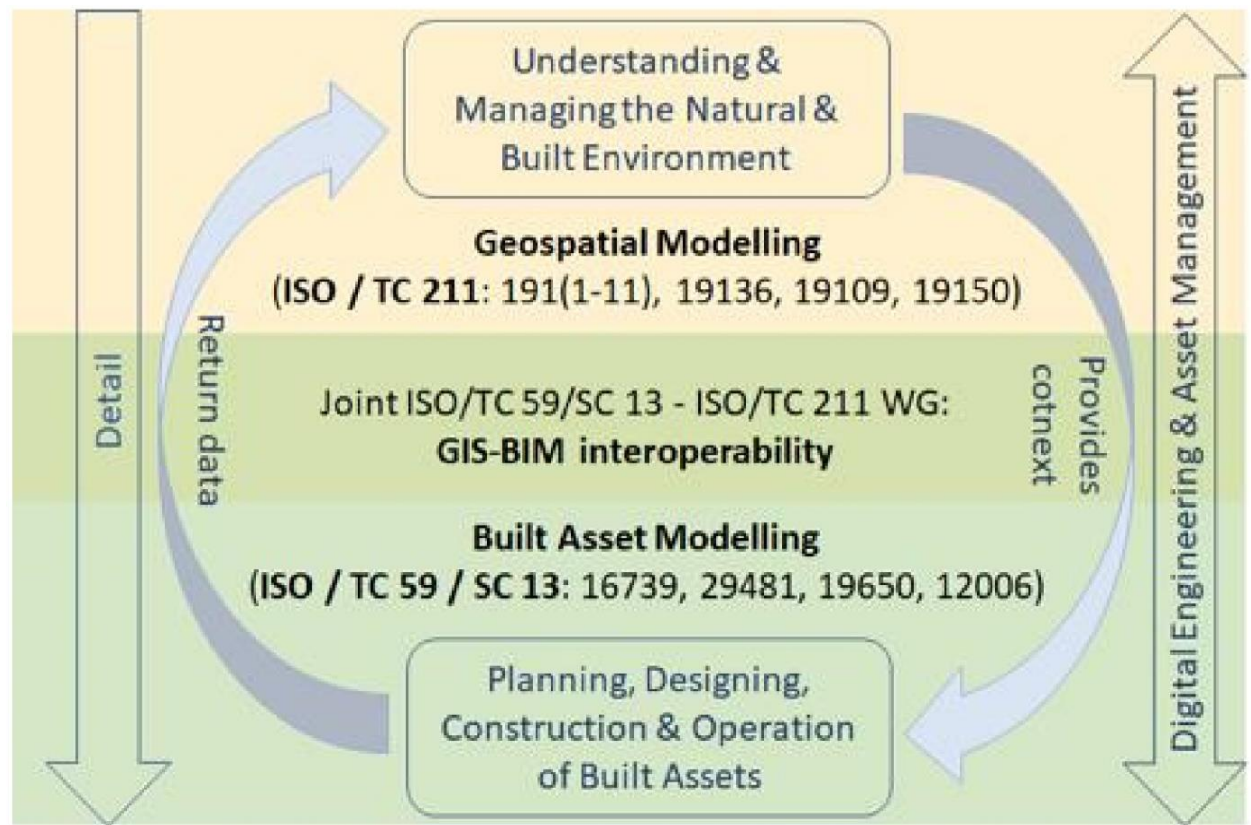 Understanding &
Managing the Natural &
Built Environment
Geospatial Modelling
(ISO / TC 211: 191(1-11), 19136, 19109, 19150)
Detail
Return data
Joint ISO/TC 59/SC 13 - ISO/TC 211 WG:
GIS-BIM interoperability
Provides
cotnext
Digital Engineering & Asset Management
Built Asset Modelling
(ISO / TC 59 / SC 13: 16739, 29481, 19650, 12006)
Planning, Designing,
Construction & Operation
of Built Assets